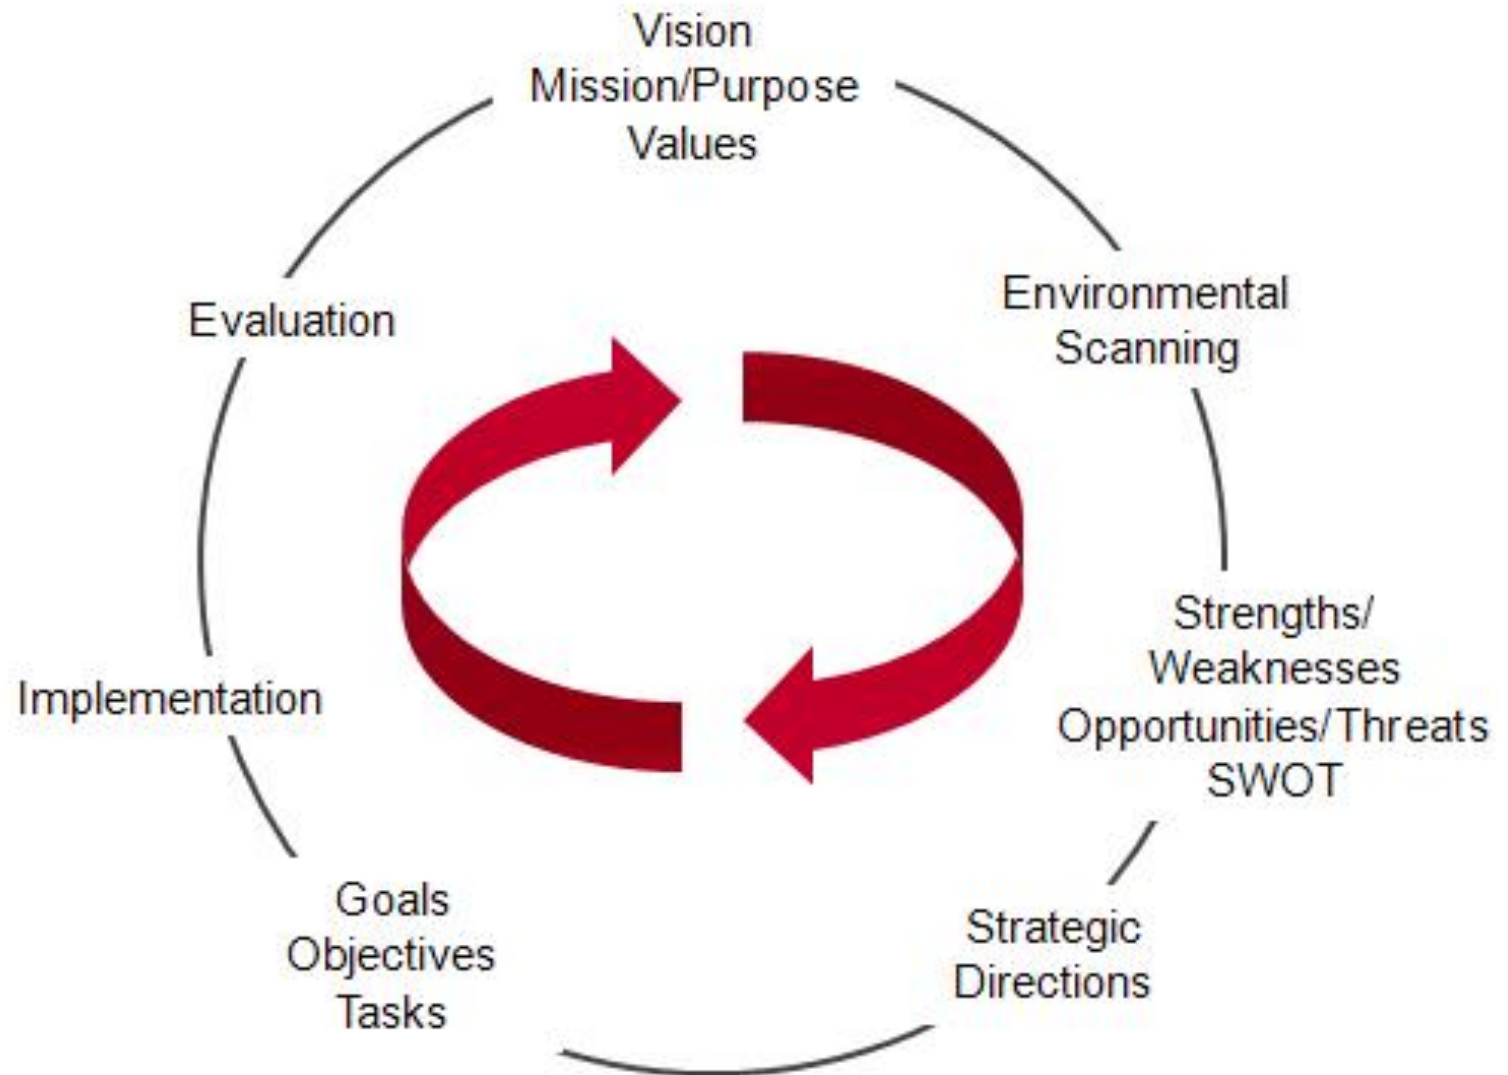 Vision
Mission/Purpose
Values
Environmental
Scanning
Strengths/
Weaknesses
Opportunities/Threats
SWOT
Strategic
Directions
Goals
Objectives
Tasks
Implementation
Evaluation